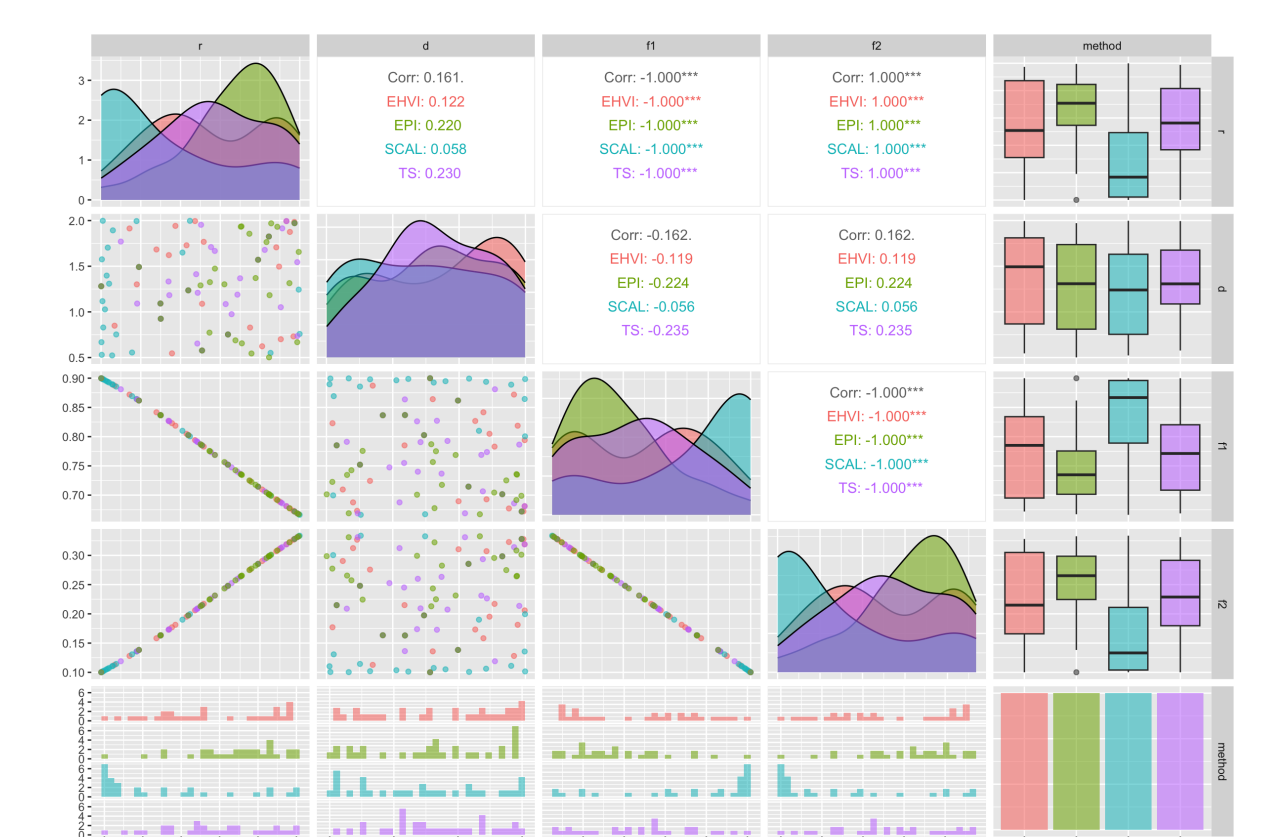 r d f1 f2 method
3
2
1
0
Corr: 0.161.
EHVI: 0.122
EPI: 0.220
SCAL: 0.058
TS: 0.230
Corr: -1.000***
EHVI: -1.000***
EPI: -1.000***
SCAL: -1.000***
TS: -1.000***
Corr: 1.000***
EHVI: 1.000***
EPI: 1.000***
SCAL: 1.000***
TS: 1.000***
r
2.0
1.5
1.0
0.5
Corr: -0.162.
EHVI: -0.119
EPI: -0.224
SCAL: -0.056
TS: -0.235
Corr: 0.162.
EHVI: 0.119
EPI: 0.224
SCAL: 0.056
TS: 0.235
d
0.90
0.85
0.80
0.75
0.70
Corr: -1.000***
EHVI: -1.000***
EPI: -1.000***
SCAL: -1.000***
TS: -1.000***
f1
0.30
0.25
0.20
0.15
0.10
f2
6
4
2
0
6
4
2
0
6
4
2
0
6
4
2
method